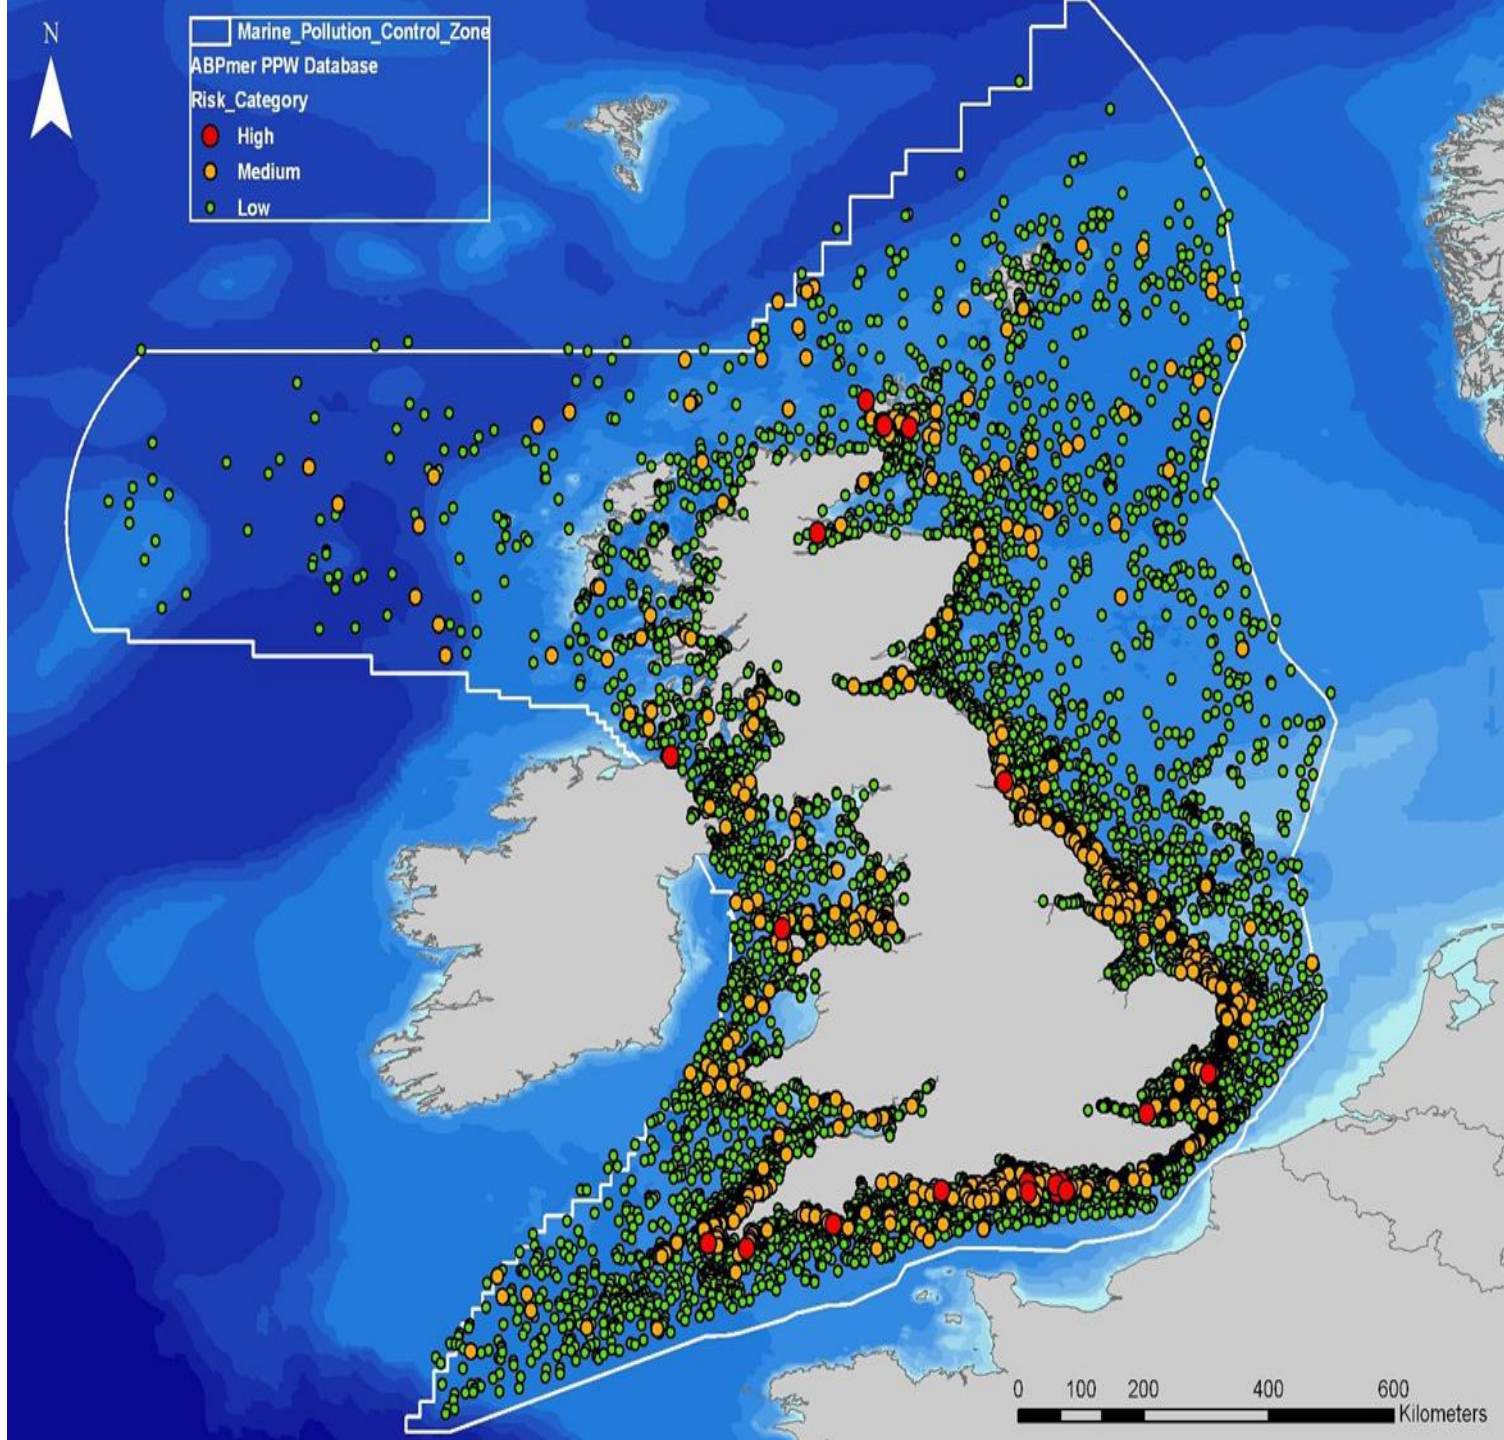 N
Marine_Pollution_Control_Zone
ABPmer PPW Database
Risk_Category
High
Medium
Low
0 100 200 400 600
Kilometers